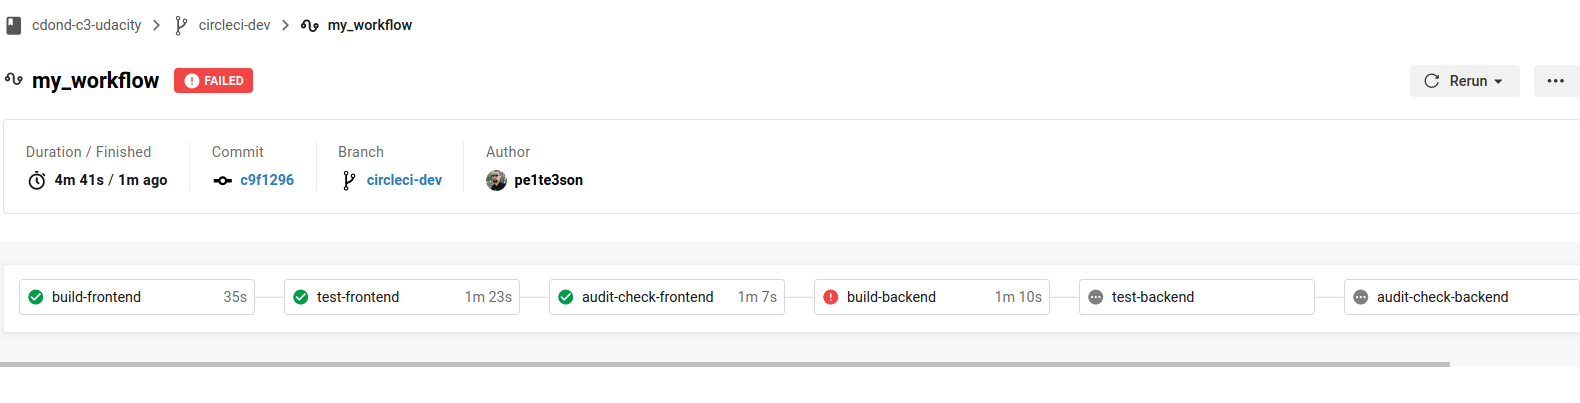 cdond-c3-udacity > circleci-dev > my_workflow
my_workflow FAILED Rerun
Duration / Finished Commit Branch Author
4m 41s / 1m ago c9f1296 circleci-dev pe1te3son
build-frontend 35s test-frontend 1m 23s audit-check-frontend 1m 7s build-backend 1m 10s test-backend audit-check-backend